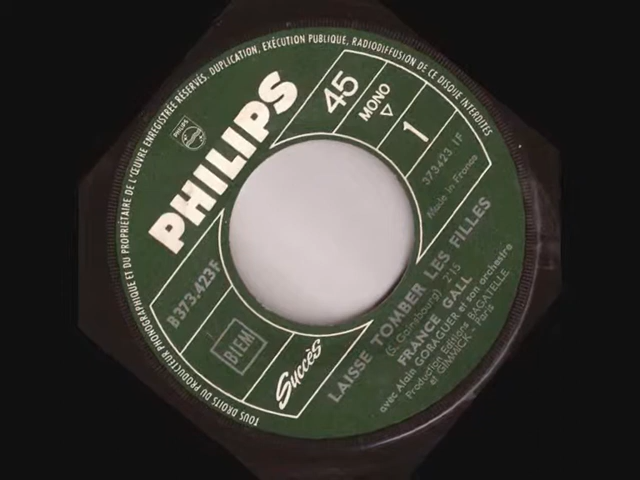 TOUS DROITS DU PRODUCTEUR PHONOGRAPHIQUE ET DU PROPRIÉTAIRE DE L'ŒUVRE ENREGISTRÉE RÉSERVÉS. DUPLICATION, EXÉCUTION PUBLIQUE, RADIODIFFUSION DE CE DISQUE INTERDITES
PHILIPS
PHILIPS
45
MONO
1
373.423 1F
Made in France
B 373.423 F
BIEM
Succès
LAISSE TOMBER LES FILLES
(S. Gainsbourg) 2'15
FRANCE GALL
avec Alain GORAGUER et son orchestre
Production Editions BAGATELLE
et GIMMICK - Paris